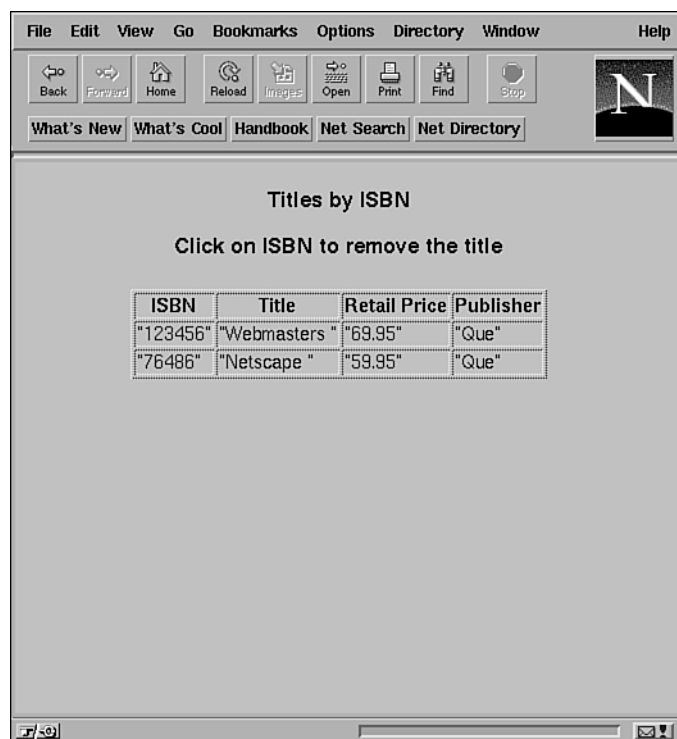 File Edit View Go Bookmarks Options Directory Window Help
Back Forward Home Reload Images Open Print Find Stop
N
What's New What's Cool Handbook Net Search Net Directory
Titles by ISBN
Click on ISBN to remove the title
ISBN Title Retail Price Publisher
"123456" "Webmasters " "69.95" "Que"
"76486" "Netscape " "59.95" "Que"